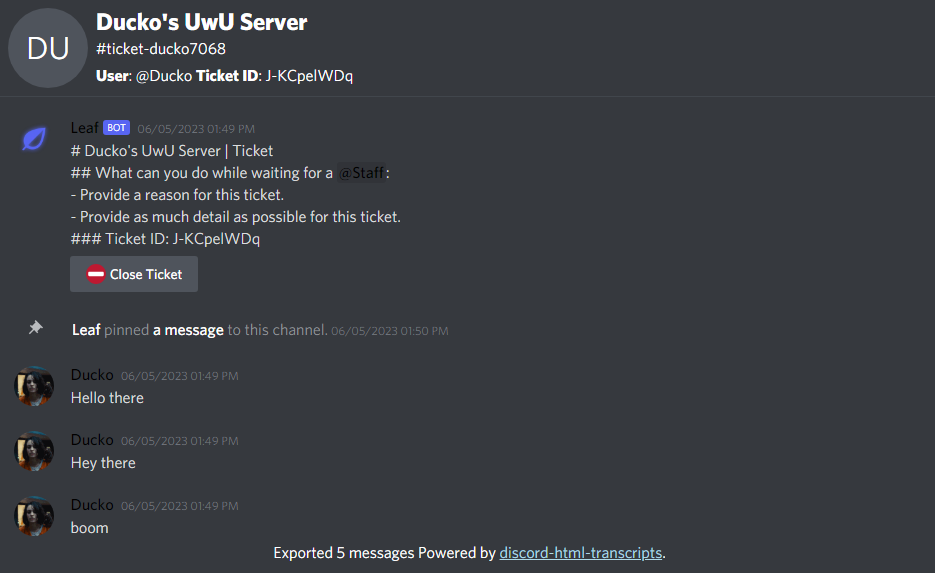 DU
Ducko's UwU Server
#ticket-ducko7068
User: @Ducko Ticket ID: J-KCpelWDq
Leaf BOT 06/05/2023 01:49 PM
# Ducko's UwU Server | Ticket
## What can you do while waiting for a @Staff:
- Provide a reason for this ticket.
- Provide as much detail as possible for this ticket.
### Ticket ID: J-KCpelWDq
Close Ticket
Leaf pinned a message to this channel. 06/05/2023 01:50 PM
Ducko 06/05/2023 01:49 PM
Hello there
Ducko 06/05/2023 01:49 PM
Hey there
Ducko 06/05/2023 01:49 PM
boom
Exported 5 messages Powered by discord-html-transcripts.